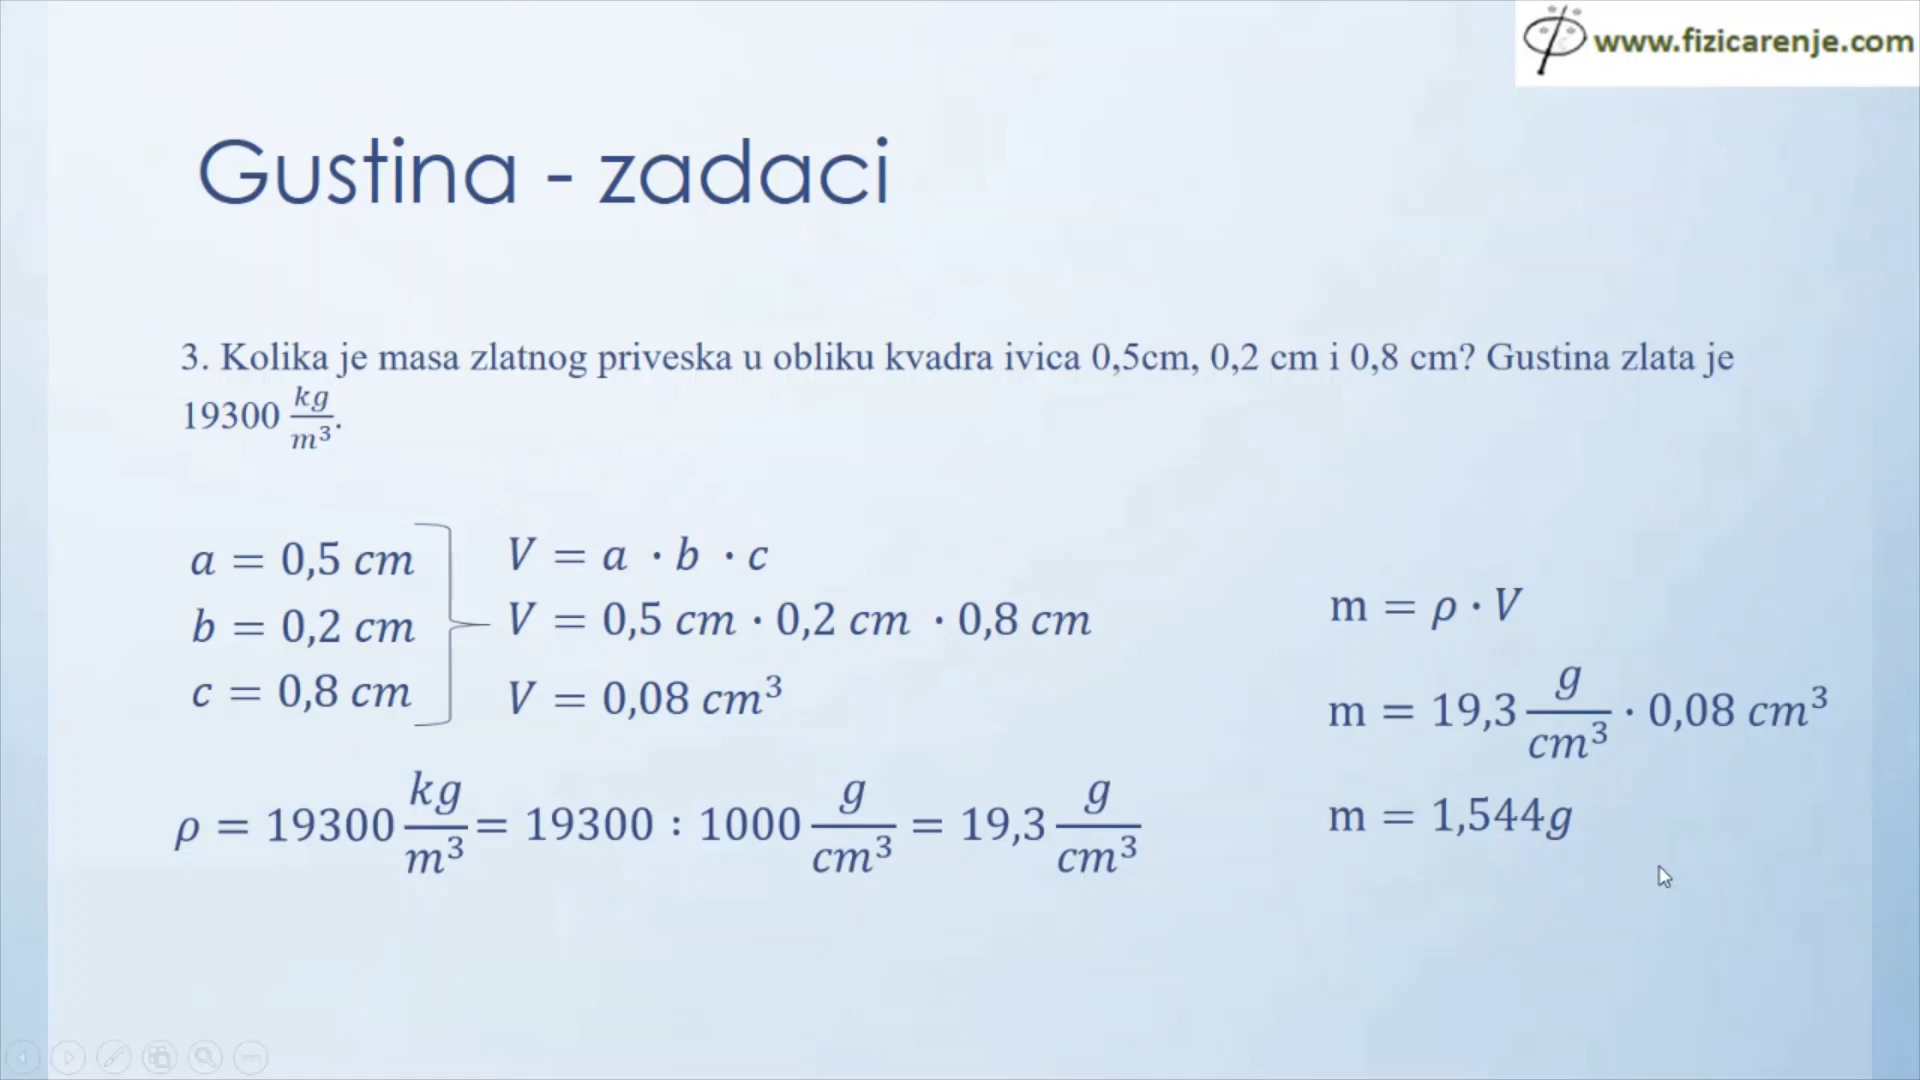 www.fizicarenje.com
Gustina - zadaci
3. Kolika je masa zlatnog priveska u obliku kvadra ivica 0,5cm, 0,2 cm i 0,8 cm? Gustina zlata je
19300 kg/m³.
a = 0,5 cm
b = 0,2 cm
c = 0,8 cm
V = a · b · c
V = 0,5 cm · 0,2 cm · 0,8 cm
V = 0,08 cm³
ρ = 19300 kg/m³ = 19300 : 1000 g/cm³ = 19,3 g/cm³
m = ρ · V
m = 19,3 g/cm³ · 0,08 cm³
m = 1,544g